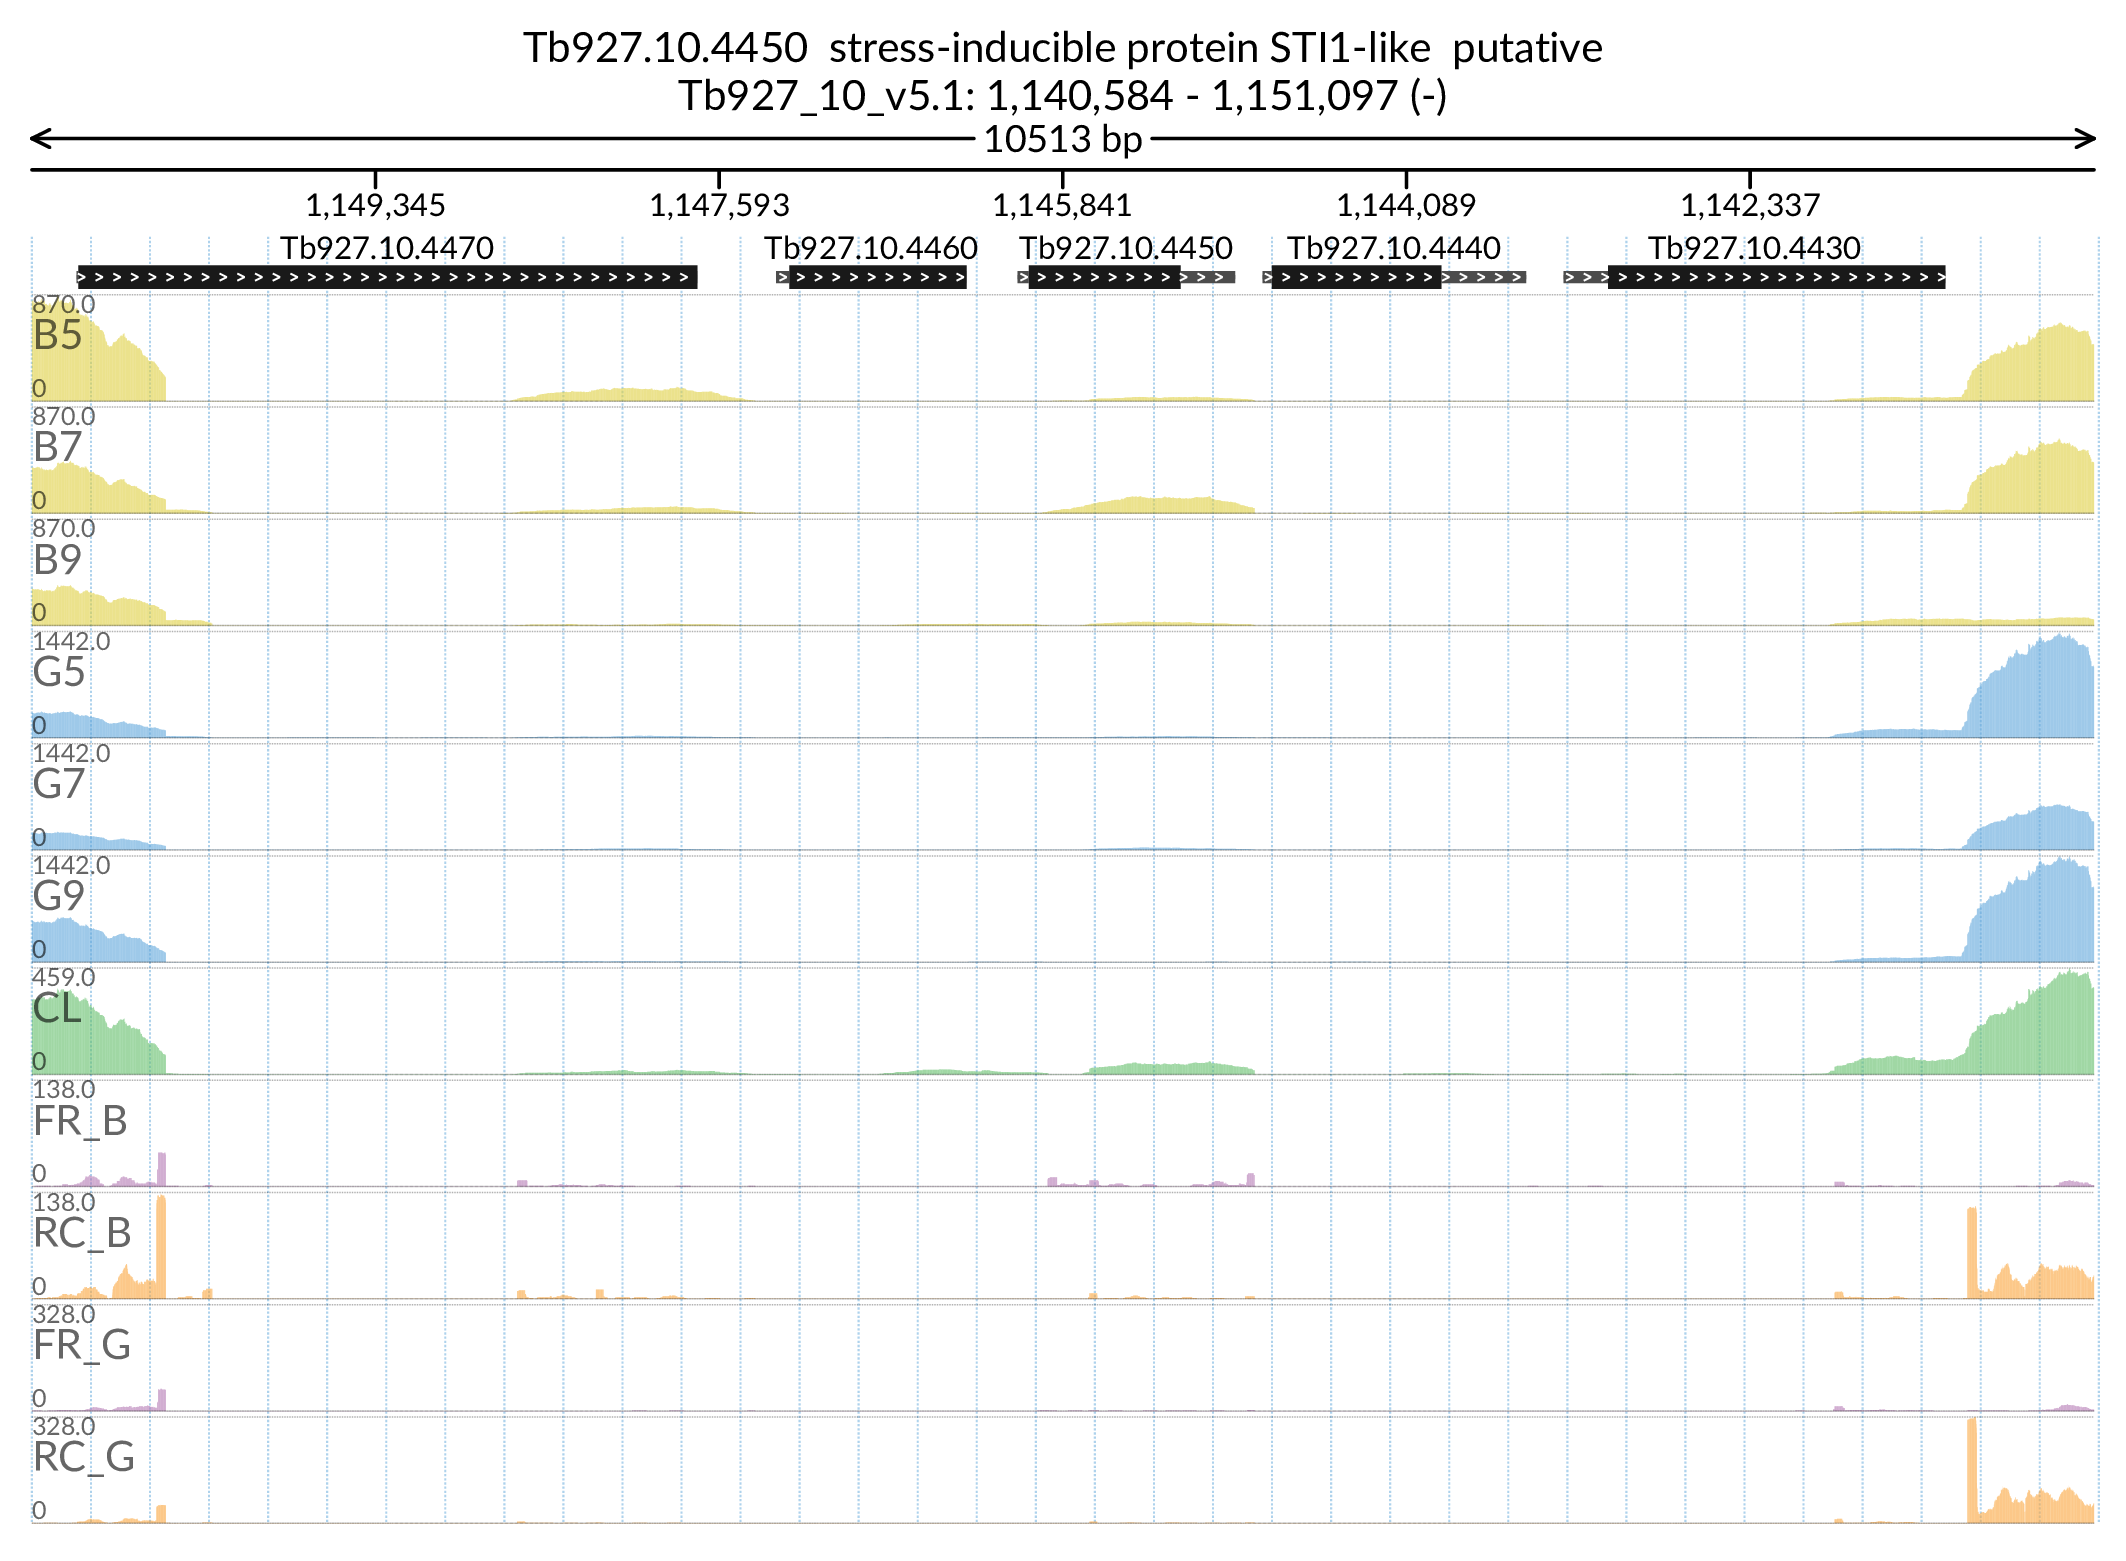 Tb927.10.4450  stress-inducible protein STI1-like  putative
Tb927_10_v5.1: 1,140,584 - 1,151,097 (-)
10513 bp
1,149,345 1,147,593 1,145,841 1,144,089 1,142,337
Tb927.10.4470 Tb927.10.4460 Tb927.10.4450 Tb927.10.4440 Tb927.10.4430
870.0
B5
0
870.0
B7
0
870.0
B9
0
1442.0
G5
0
1442.0
G7
0
1442.0
G9
0
459.0
CL
0
138.0
FR_B
0
138.0
RC_B
0
328.0
FR_G
0
328.0
RC_G
0